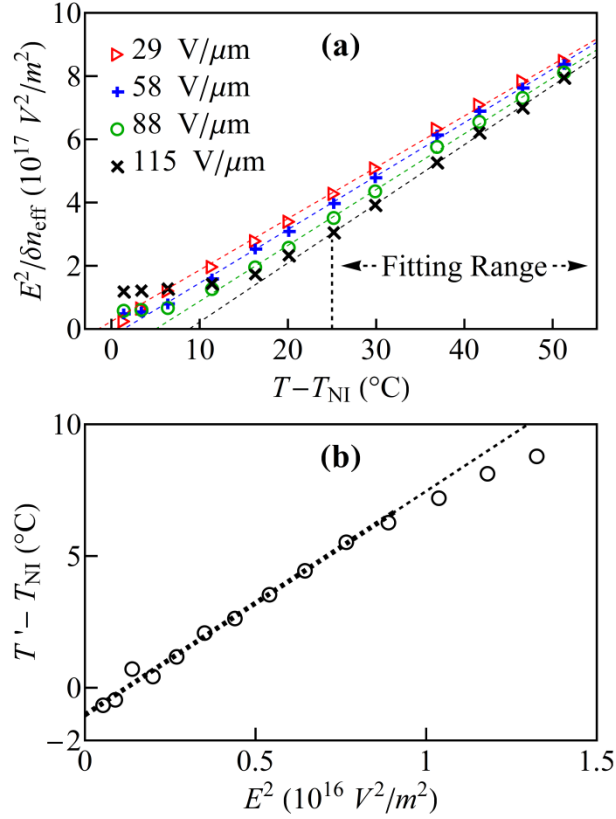 (a)
29 V/μm
58 V/μm
88 V/μm
115 V/μm
E²/δn_eff (10¹⁷ V²/m²)
10
8
6
4
2
0
Fitting Range
0 10 20 30 40 50
T−T_NI (°C)
(b)
T'−T_NI (°C)
10
5
0
−2
0 0.5 1 1.5
E² (10¹⁶ V²/m²)